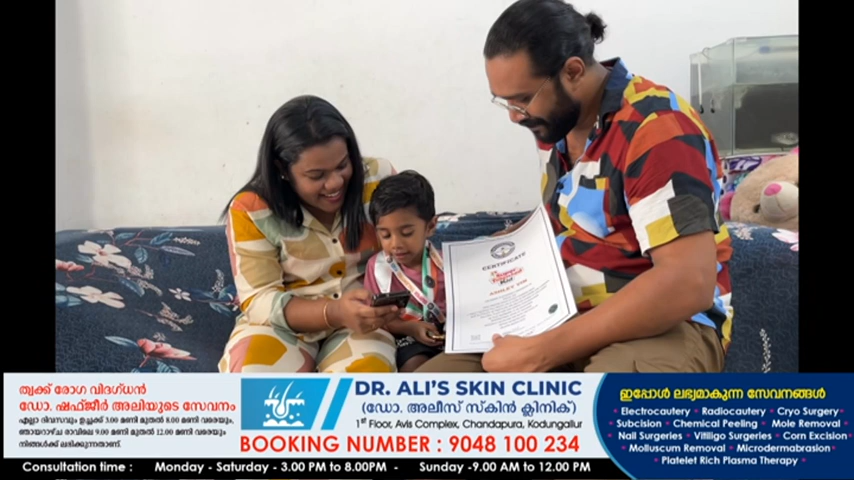 CERTIFICATE
ASHLEY VIR
ത്വക്ക് രോഗ വിദഗ്ധൻ
ഡോ. ഷഫ്ജീർ അലിയുടെ സേവനം
എല്ലാ ദിവസവും ഉച്ചക്ക് 3.00 മണി മുതൽ 8.00 മണി വരെയും,
ഞായറാഴ്ച രാവിലെ 9.00 മണി മുതൽ 12.00 മണി വരെയും
നിങ്ങൾക്ക് ലഭിക്കുന്നതാണ്.
DR. ALI'S SKIN CLINIC
(ഡോ. അലീസ് സ്കിൻ ക്ലിനിക്)
1st Floor, Avis Complex, Chandapura, Kodungallur
BOOKING NUMBER : 9048 100 234
ഇപ്പോൾ ലഭ്യമാകുന്ന സേവനങ്ങൾ
• Electrocautery • Radiocautery • Cryo Surgery•
• Subcision • Chemical Peeling • Mole Removal •
• Nail Surgeries • Vitiligo Surgeries • Corn Excision•
• Molluscum Removal • Microdermabrasion•
• Platelet Rich Plasma Therapy •
Consultation time : Monday - Saturday - 3.00 PM to 8.00PM - Sunday -9.00 AM to 12.00 PM